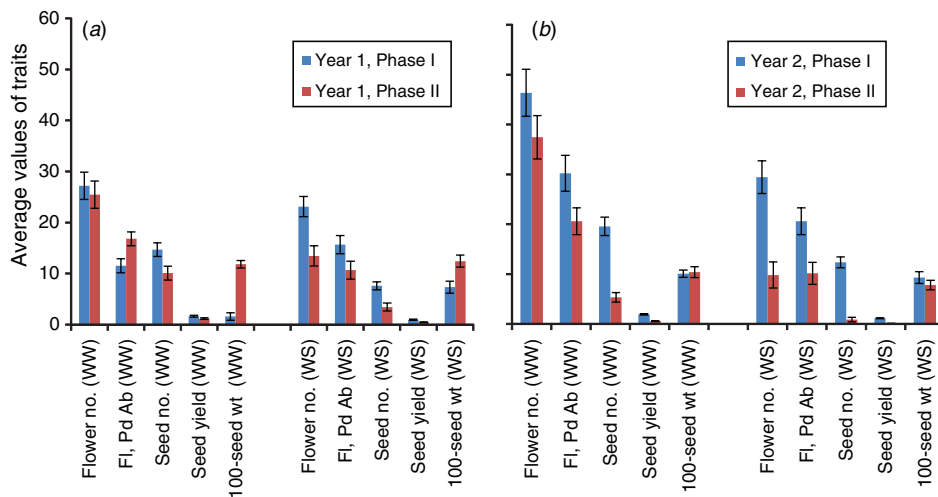 (a)
(b)
Year 1, Phase I
Year 1, Phase II
Year 2, Phase I
Year 2, Phase II
Average values of traits
60
50
40
30
20
10
0
Flower no. (WW)
Fl, Pd Ab (WW)
Seed no. (WW)
Seed yield (WW)
100-seed wt (WW)
Flower no. (WS)
Fl, Pd Ab (WS)
Seed no. (WS)
Seed yield (WS)
100-seed wt (WS)
Flower no. (WW)
Fl, Pd Ab (WW)
Seed no. (WW)
Seed yield (WW)
100-seed wt (WW)
Flower no. (WS)
Fl, Pd Ab (WS)
Seed no. (WS)
Seed yield (WS)
100-seed wt (WS)